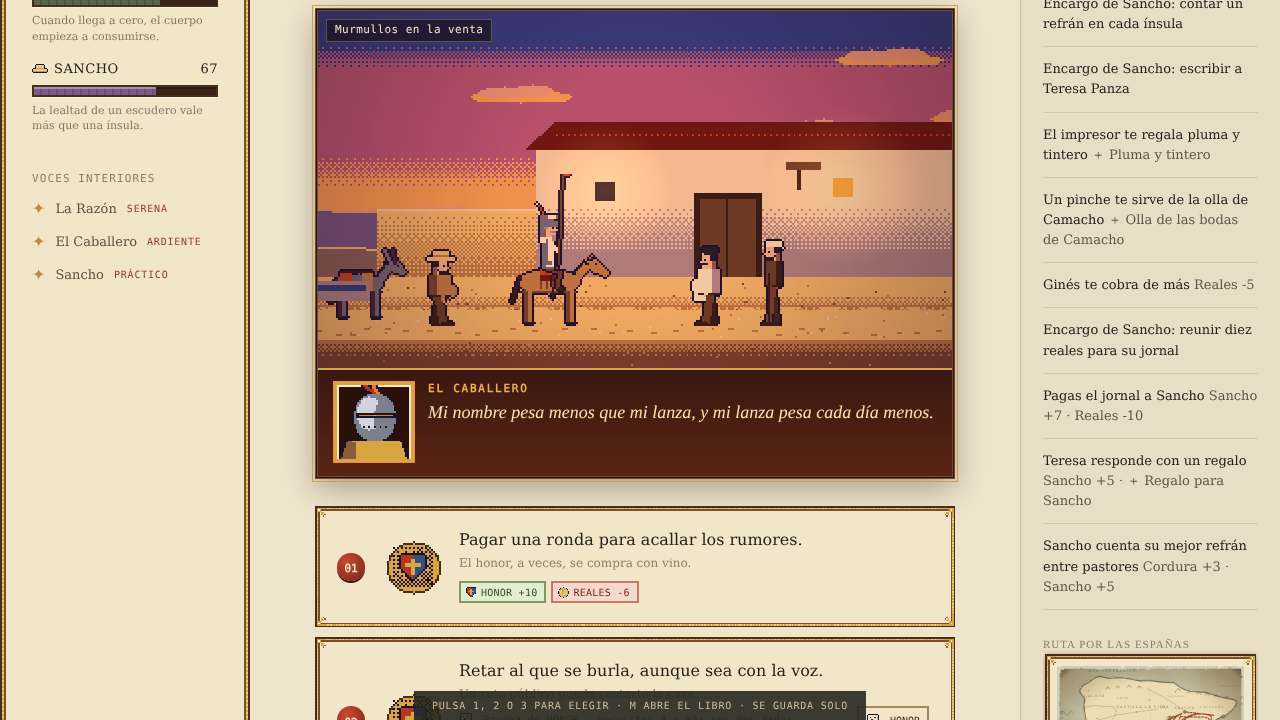 Cuando llega a cero, el cuerpo
empieza a consumirse.
SANCHO 67
La lealtad de un escudero vale
más que una ínsula.
VOCES INTERIORES
La Razón SERENA
El Caballero ARDIENTE
Sancho PRÁCTICO
Murmullos en la venta
EL CABALLERO
Mi nombre pesa menos que mi lanza, y mi lanza pesa cada día menos.
01
Pagar una ronda para acallar los rumores.
El honor, a veces, se compra con vino.
HONOR +10 REALES -6
Retar al que se burla, aunque sea con la voz.
HONOR
PULSA 1, 2 O 3 PARA ELEGIR · M ABRE EL LIBRO · SE GUARDA SOLO
Encargo de Sancho: contar un
refrán en cada ínsula
Encargo de Sancho: escribir a
Teresa Panza
El impresor te regala pluma y
tintero + Pluma y tintero
Un pinche te sirve de la olla de
Camacho + Olla de las bodas
de Camacho
Ginés te cobra de más Reales -5
Encargo de Sancho: reunir diez
reales para su jornal
Pagas el jornal a Sancho Sancho
+7 · Reales -10
Teresa responde con un regalo
Sancho +5 · + Regalo para
Sancho
Sancho cuenta su mejor refrán
entre pastores Cordura +3 ·
Sancho +5
RUTA POR LAS ESPAÑAS